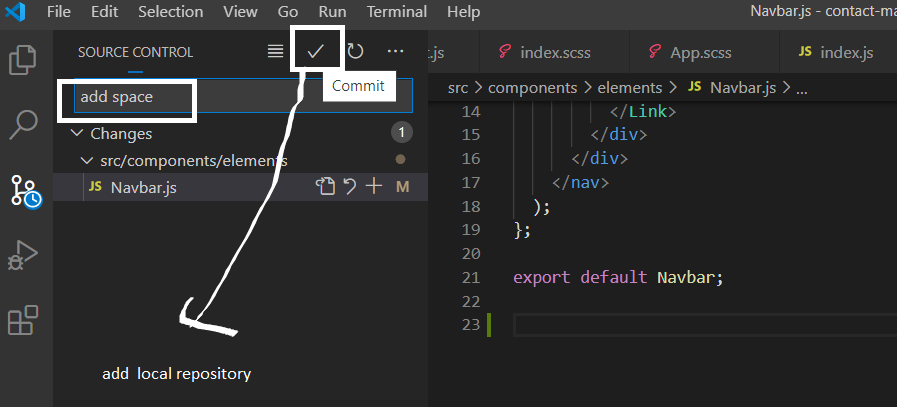 File Edit Selection View Go Run Terminal Help Navbar.js - contact-ma
SOURCE CONTROL
Commit
add space
Changes 1
src/components/elements
JS Navbar.js M
add local repository
.js index.scss App.scss JS index.js
src > components > elements > JS Navbar.js > ...
14 </Link>
15 </div>
16 </div>
17 </nav>
18 );
19 };
20
21 export default Navbar;
22
23